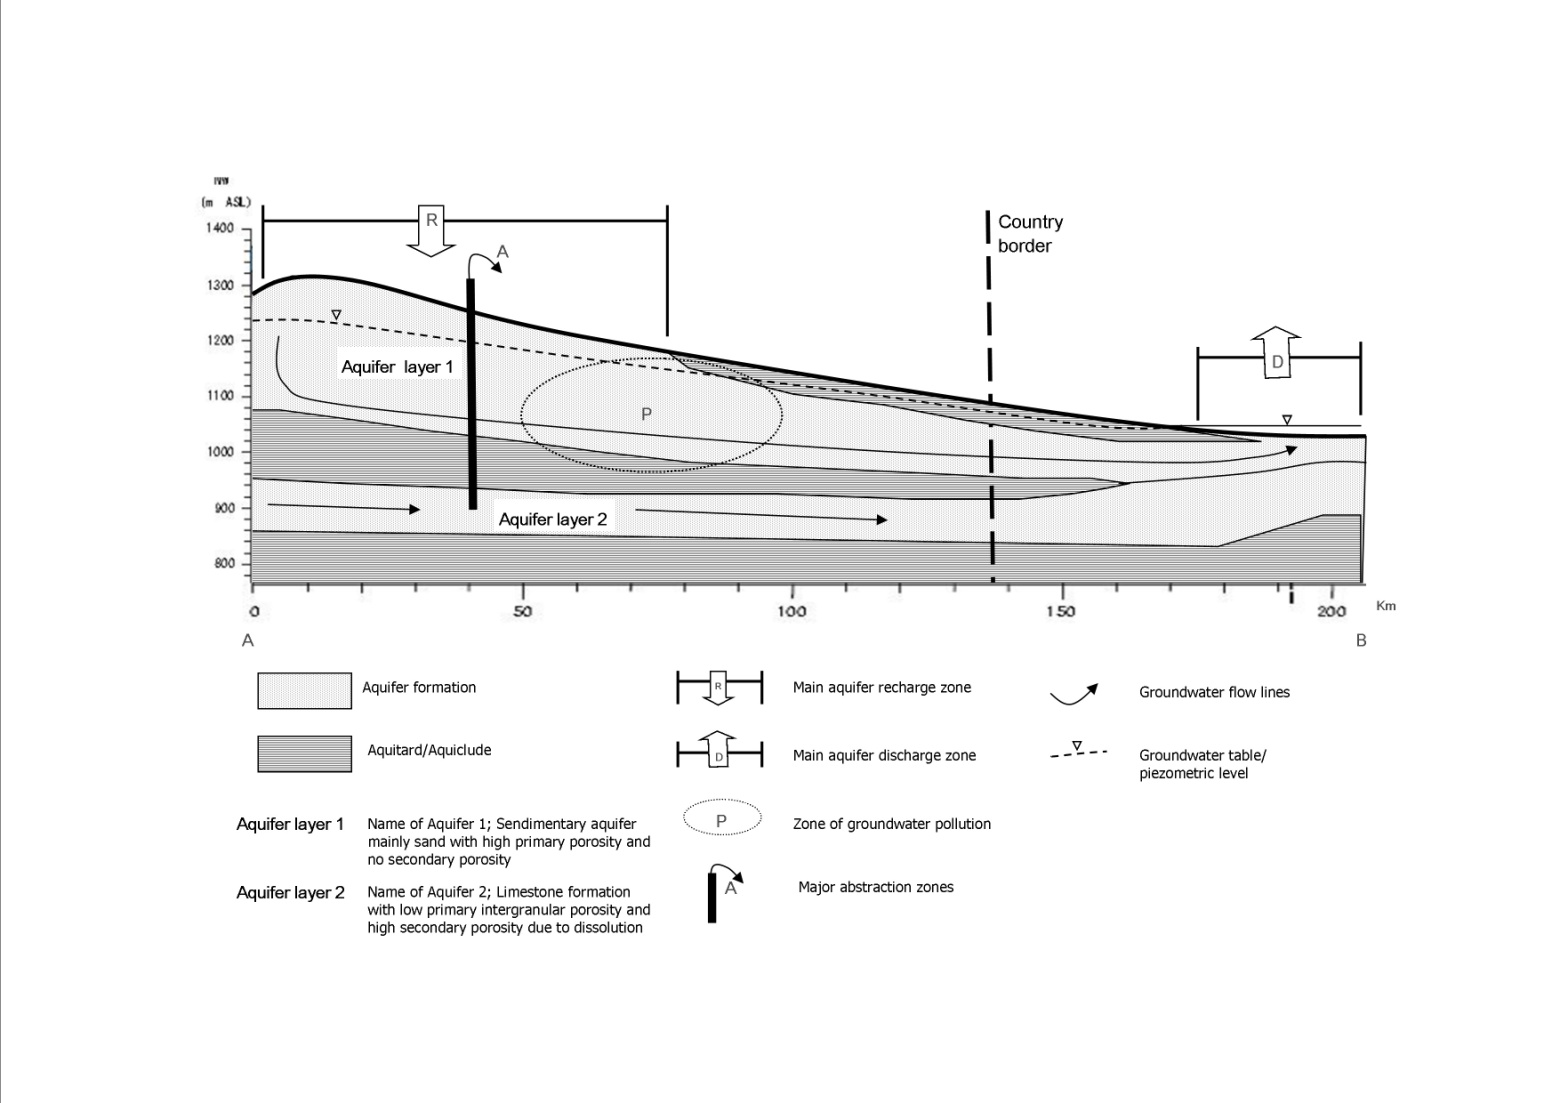 (m ASL)
1400
R
Country
border
A
1300
1200
D
Aquifer layer 1
1100
P
1000
900
Aquifer layer 2
800
0
50
100
150
200
Km
A
B
Aquifer formation
R
Main aquifer recharge zone
Groundwater flow lines
Aquitard/Aquiclude
D
Main aquifer discharge zone
Groundwater table/
piezometric level
Aquifer layer 1
Name of Aquifer 1; Sendimentary aquifer
mainly sand with high primary porosity and
no secondary porosity
P
Zone of groundwater pollution
Aquifer layer 2
Name of Aquifer 2; Limestone formation
with low primary intergranular porosity and
high secondary porosity due to dissolution
A
Major abstraction zones